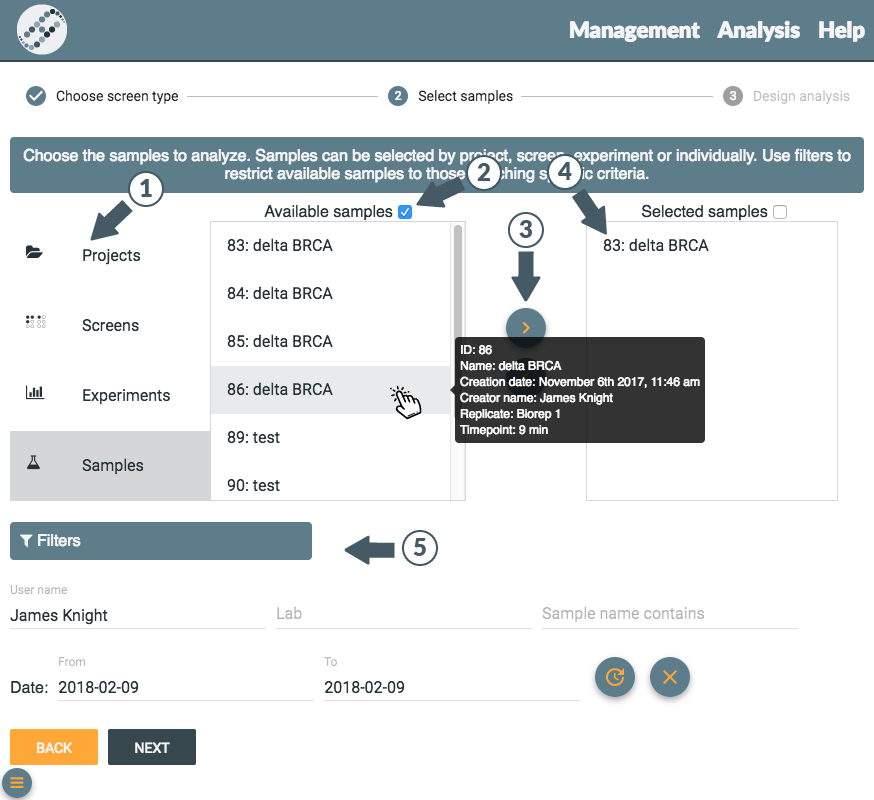 Management Analysis Help
Choose screen type
2 Select samples
3 Design analysis
Choose the samples to analyze. Samples can be selected by project, screen, experiment or individually. Use filters to
restrict available samples to those specific criteria.
1
2
4
3
Available samples
Selected samples
Projects
Screens
Experiments
Samples
83: delta BRCA
84: delta BRCA
85: delta BRCA
86: delta BRCA
89: test
90: test
83: delta BRCA
ID: 86
Name: delta BRCA
Creation date: November 6th 2017, 11:46 am
Creator name: James Knight
Replicate: Biorep 1
Timepoint: 9 min
Filters
5
User name
James Knight
Lab
Sample name contains
From
To
Date: 2018-02-09
2018-02-09
BACK NEXT